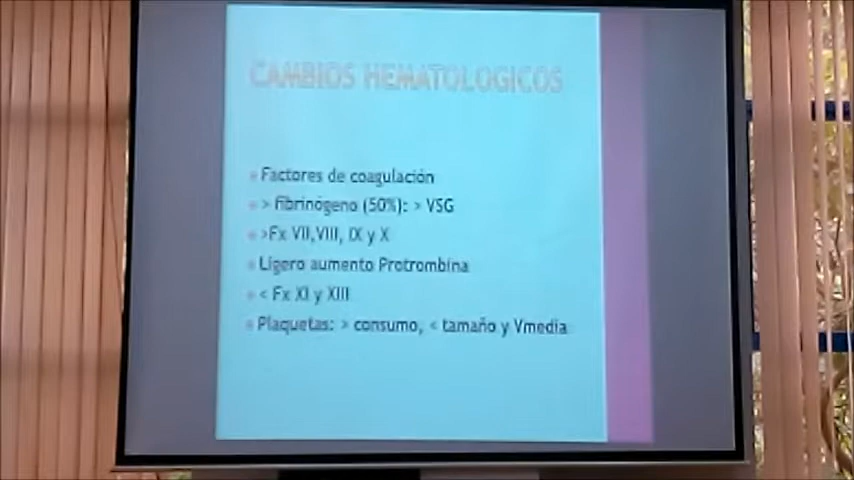 CAMBIOS HEMATOLOGICOS
Factores de coagulación
> fibrinógeno (50%): > VSG
>Fx VII,VIII, IX y X
Ligero aumento Protrombina
< Fx XI y XIII
Plaquetas: > consumo, < tamaño y Vmedia